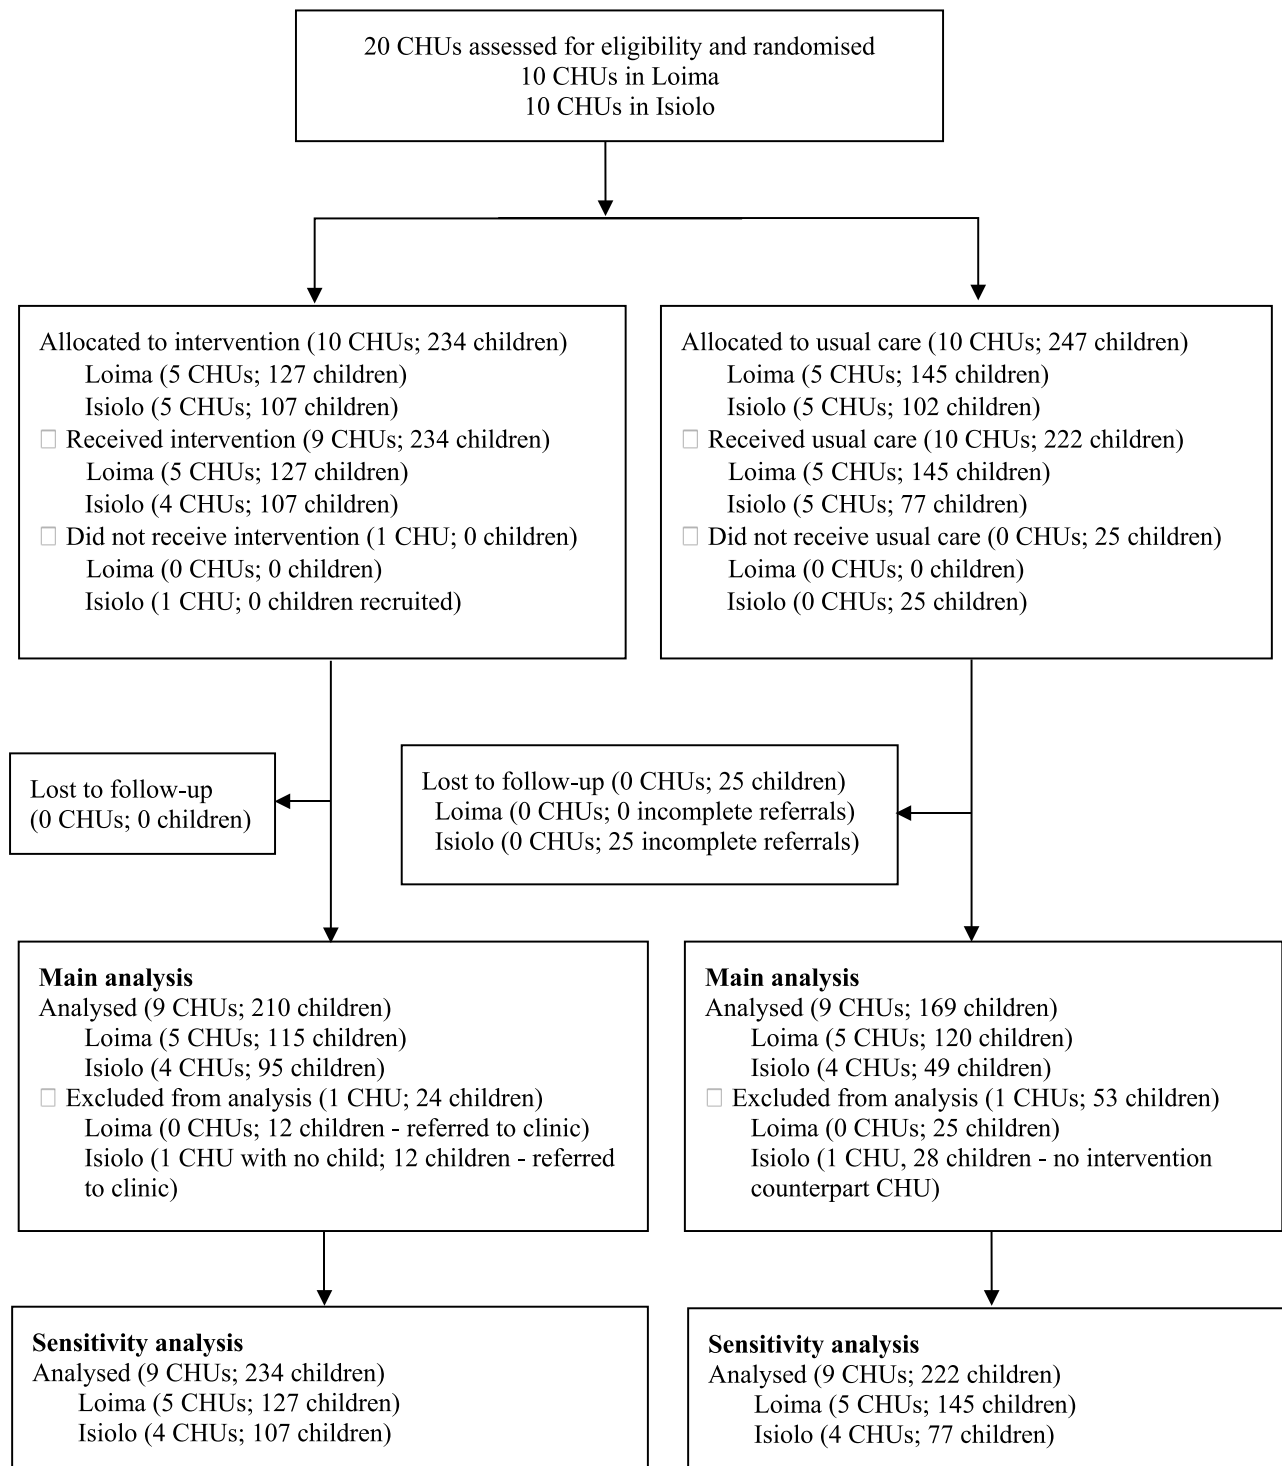 20 CHUs assessed for eligibility and randomised
10 CHUs in Loima
10 CHUs in Isiolo
Allocated to intervention (10 CHUs; 234 children)
Loima (5 CHUs; 127 children)
Isiolo (5 CHUs; 107 children)
Received intervention (9 CHUs; 234 children)
Loima (5 CHUs; 127 children)
Isiolo (4 CHUs; 107 children)
Did not receive intervention (1 CHU; 0 children)
Loima (0 CHUs; 0 children)
Isiolo (1 CHU; 0 children recruited)
Allocated to usual care (10 CHUs; 247 children)
Loima (5 CHUs; 145 children)
Isiolo (5 CHUs; 102 children)
Received usual care (10 CHUs; 222 children)
Loima (5 CHUs; 145 children)
Isiolo (5 CHUs; 77 children)
Did not receive usual care (0 CHUs; 25 children)
Loima (0 CHUs; 0 children)
Isiolo (0 CHUs; 25 children)
Lost to follow-up
(0 CHUs; 0 children)
Lost to follow-up (0 CHUs; 25 children)
Loima (0 CHUs; 0 incomplete referrals)
Isiolo (0 CHUs; 25 incomplete referrals)
Main analysis
Analysed (9 CHUs; 210 children)
Loima (5 CHUs; 115 children)
Isiolo (4 CHUs; 95 children)
Excluded from analysis (1 CHU; 24 children)
Loima (0 CHUs; 12 children - referred to clinic)
Isiolo (1 CHU with no child; 12 children - referred
to clinic)
Main analysis
Analysed (9 CHUs; 169 children)
Loima (5 CHUs; 120 children)
Isiolo (4 CHUs; 49 children)
Excluded from analysis (1 CHUs; 53 children)
Loima (0 CHUs; 25 children)
Isiolo (1 CHU, 28 children - no intervention
counterpart CHU)
Sensitivity analysis
Analysed (9 CHUs; 234 children)
Loima (5 CHUs; 127 children)
Isiolo (4 CHUs; 107 children)
Sensitivity analysis
Analysed (9 CHUs; 222 children)
Loima (5 CHUs; 145 children)
Isiolo (4 CHUs; 77 children)